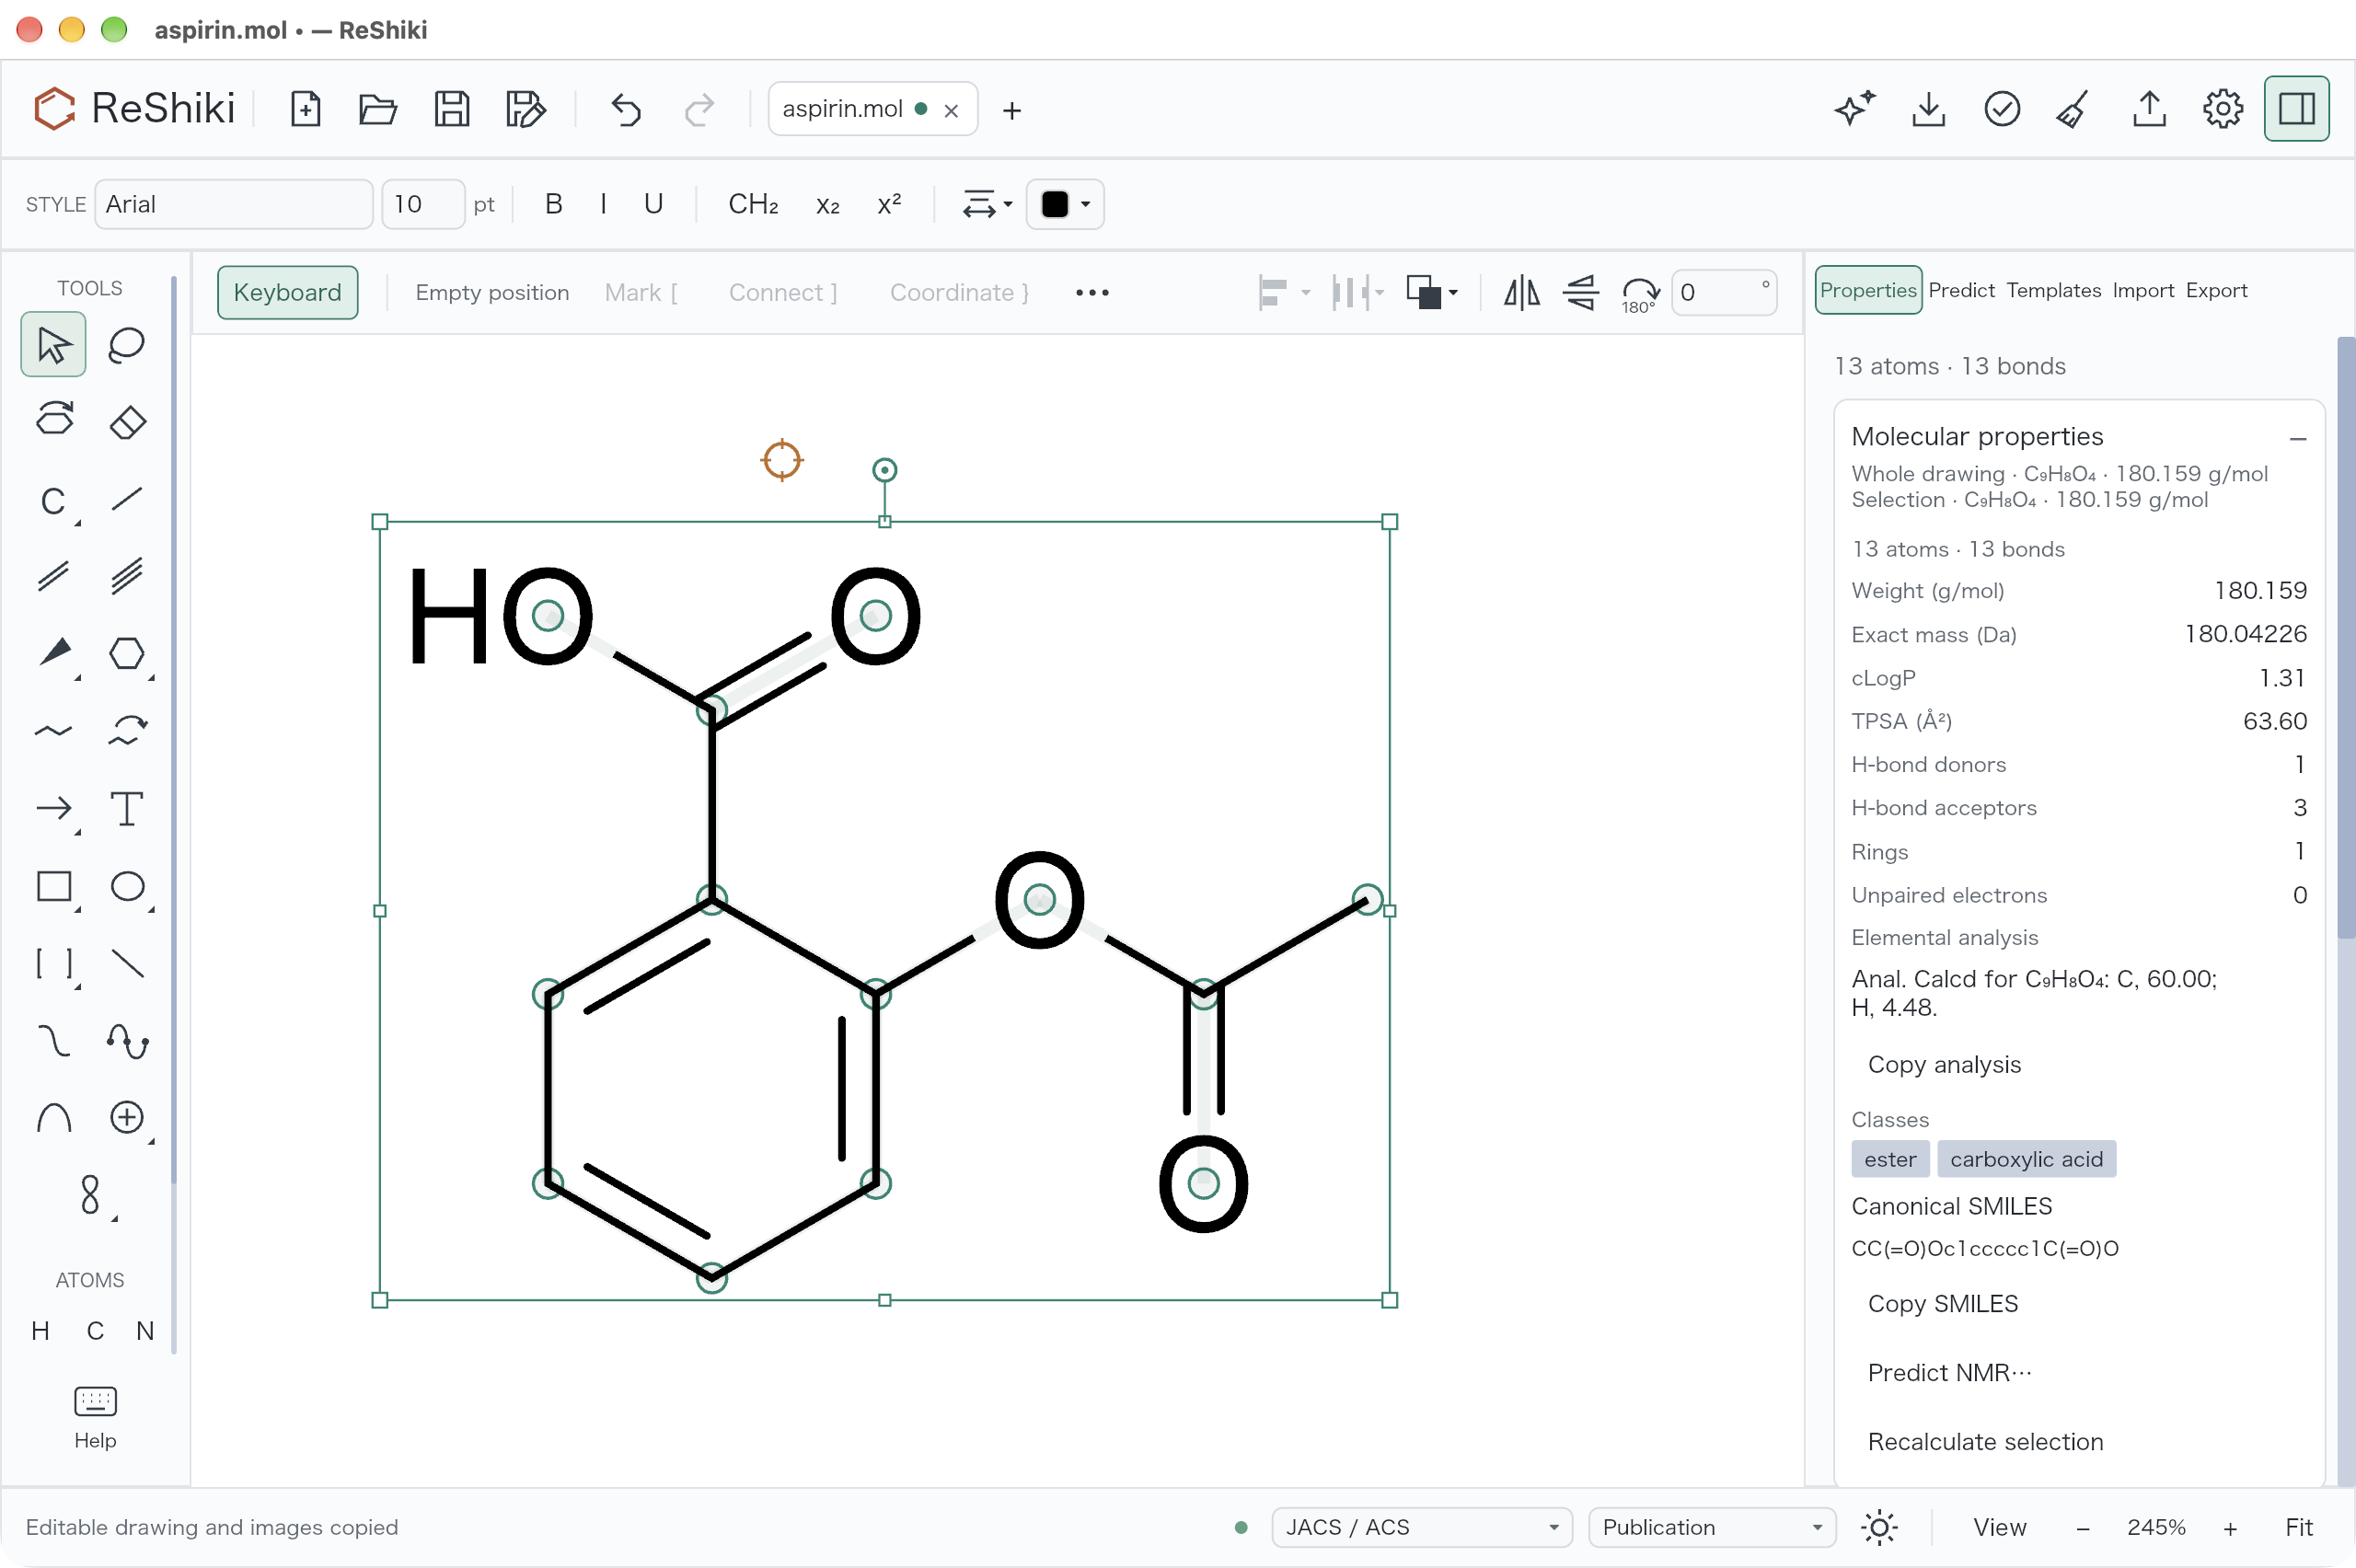 aspirin.mol • — ReShiki
ReShiki
aspirin.mol
STYLE Arial 10 pt B I U CH₂ x₂ x²
TOOLS
Keyboard Empty position Mark [ Connect ] Coordinate } ••• 180° 0 °
Properties Predict Templates Import Export
C
T
[ ]
ATOMS
H C N
Help
HO O
O
O
13 atoms · 13 bonds
Molecular properties
Whole drawing · C₉H₈O₄ · 180.159 g/mol
Selection · C₉H₈O₄ · 180.159 g/mol
13 atoms · 13 bonds
Weight (g/mol) 180.159
Exact mass (Da) 180.04226
cLogP 1.31
TPSA (Å²) 63.60
H-bond donors 1
H-bond acceptors 3
Rings 1
Unpaired electrons 0
Elemental analysis
Anal. Calcd for C₉H₈O₄: C, 60.00;
H, 4.48.
Copy analysis
Classes
ester carboxylic acid
Canonical SMILES
CC(=O)Oc1ccccc1C(=O)O
Copy SMILES
Predict NMR⋯
Recalculate selection
Editable drawing and images copied
JACS / ACS Publication View − 245% + Fit